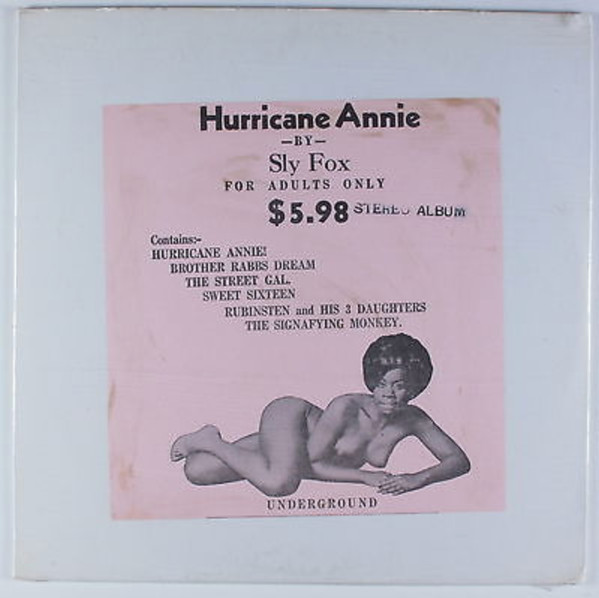 Hurricane Annie
—BY—
Sly Fox
FOR ADULTS ONLY
$5.98 STEREO ALBUM
Contains:-
HURRICANE ANNIE!
BROTHER RABBS DREAM
THE STREET GAL.
SWEET SIXTEEN
RUBINSTEN and HIS 3 DAUGHTERS
THE SIGNAFYING MONKEY.
UNDERGROUND